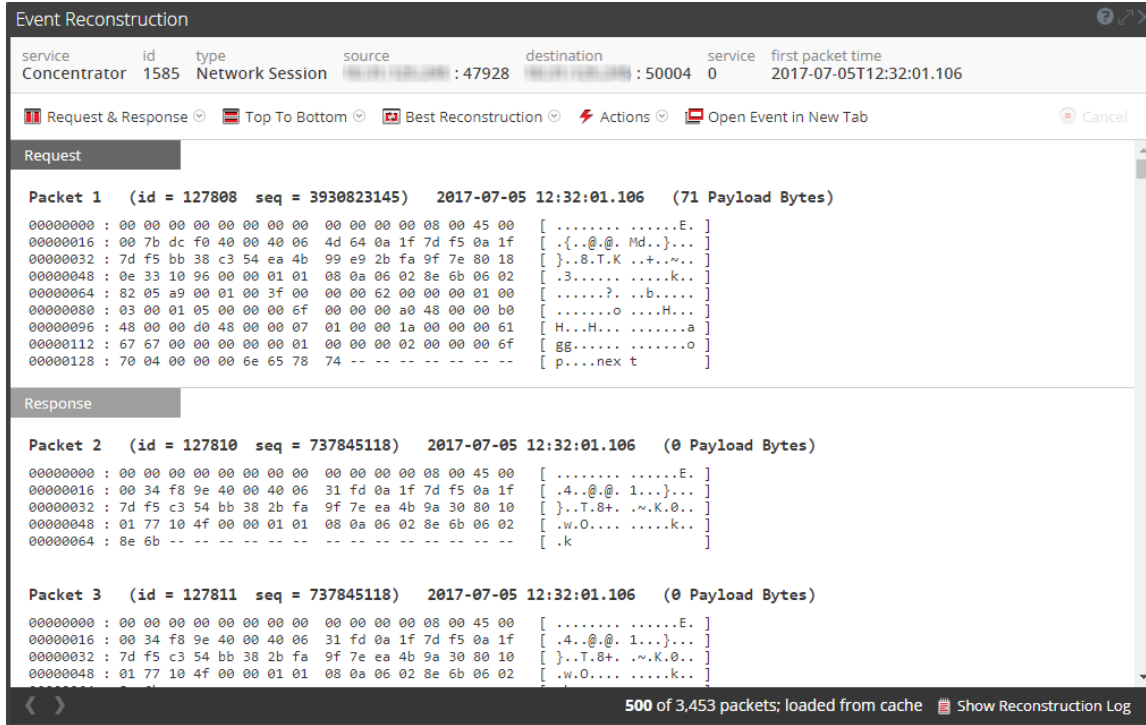 Event Reconstruction
service id type source destination service first packet time
Concentrator 1585 Network Session : 47928 : 50004 0 2017-07-05T12:32:01.106
Request & Response Top To Bottom Best Reconstruction Actions Open Event in New Tab Cancel
Request
Packet 1 (id = 127808 seq = 3930823145) 2017-07-05 12:32:01.106 (71 Payload Bytes)
00000000 : 00 00 00 00 00 00 00 00 00 00 00 00 08 00 45 00 [ ........ ......E. ]
00000016 : 00 7b dc f0 40 00 40 06 4d 64 0a 1f 7d f5 0a 1f [ .{..@.@. Md..}... ]
00000032 : 7d f5 bb 38 c3 54 ea 4b 99 e9 2b fa 9f 7e 80 18 [ }..8.T.K ..+..~.. ]
00000048 : 0e 33 10 96 00 00 01 01 08 0a 06 02 8e 6b 06 02 [ .3...... .....k.. ]
00000064 : 82 05 a9 00 01 00 3f 00 00 00 62 00 00 00 01 00 [ ......?. ..b..... ]
00000080 : 03 00 01 05 00 00 00 6f 00 00 00 a0 48 00 00 b0 [ .......o ....H... ]
00000096 : 48 00 00 d0 48 00 00 07 01 00 00 1a 00 00 00 61 [ H...H... .......a ]
00000112 : 67 67 00 00 00 00 00 01 00 00 00 02 00 00 00 6f [ gg...... .......o ]
00000128 : 70 04 00 00 00 6e 65 78 74 -- -- -- -- -- -- -- [ p....nex t ]
Response
Packet 2 (id = 127810 seq = 737845118) 2017-07-05 12:32:01.106 (0 Payload Bytes)
00000000 : 00 00 00 00 00 00 00 00 00 00 00 00 08 00 45 00 [ ........ ......E. ]
00000016 : 00 34 f8 9e 40 00 40 06 31 fd 0a 1f 7d f5 0a 1f [ .4..@.@. 1...}... ]
00000032 : 7d f5 c3 54 bb 38 2b fa 9f 7e ea 4b 9a 30 80 10 [ }..T.8+. .~.K.0.. ]
00000048 : 01 77 10 4f 00 00 01 01 08 0a 06 02 8e 6b 06 02 [ .w.O.... .....k.. ]
00000064 : 8e 6b -- -- -- -- -- -- -- -- -- -- -- -- -- -- [ .k ]
Packet 3 (id = 127811 seq = 737845118) 2017-07-05 12:32:01.106 (0 Payload Bytes)
00000000 : 00 00 00 00 00 00 00 00 00 00 00 00 08 00 45 00 [ ........ ......E. ]
00000016 : 00 34 f8 9e 40 00 40 06 31 fd 0a 1f 7d f5 0a 1f [ .4..@.@. 1...}... ]
00000032 : 7d f5 c3 54 bb 38 2b fa 9f 7e ea 4b 9a 30 80 10 [ }..T.8+. .~.K.0.. ]
00000048 : 01 77 10 4f 00 00 01 01 08 0a 06 02 8e 6b 06 02 [ .w.O.... .....k.. ]
500 of 3,453 packets; loaded from cache Show Reconstruction Log